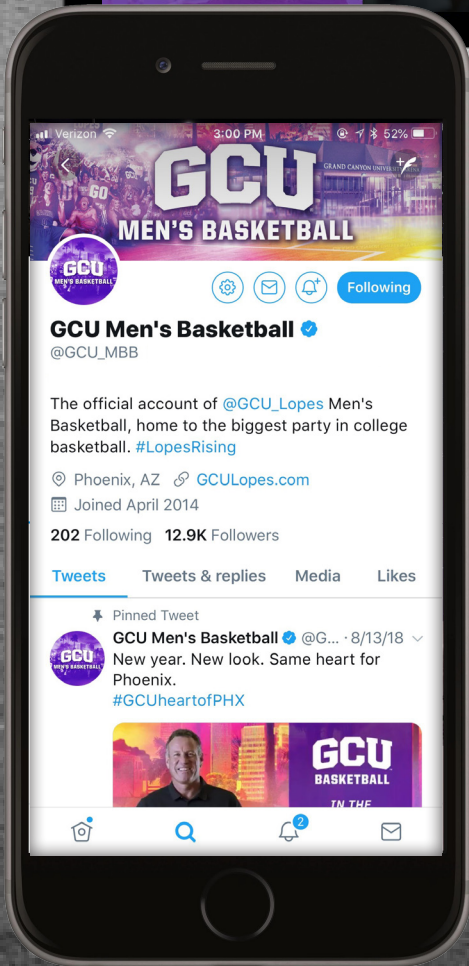 Verizon 3:00 PM 52%
GO
GCU
GRAND CANYON UNIVERSITY
MEN'S BASKETBALL
GCU
MEN'S BASKETBALL
Following
GCU Men's Basketball
@GCU_MBB
The official account of @GCU_Lopes Men's
Basketball, home to the biggest party in college
basketball. #LopesRising
Phoenix, AZ GCULopes.com
Joined April 2014
202 Following 12.9K Followers
Tweets Tweets & replies Media Likes
Pinned Tweet
GCU Men's Basketball @G... · 8/13/18
GCU
MEN'S BASKETBALL
New year. New look. Same heart for
Phoenix.
#GCUheartofPHX
GCU
BASKETBALL
IN THE
2